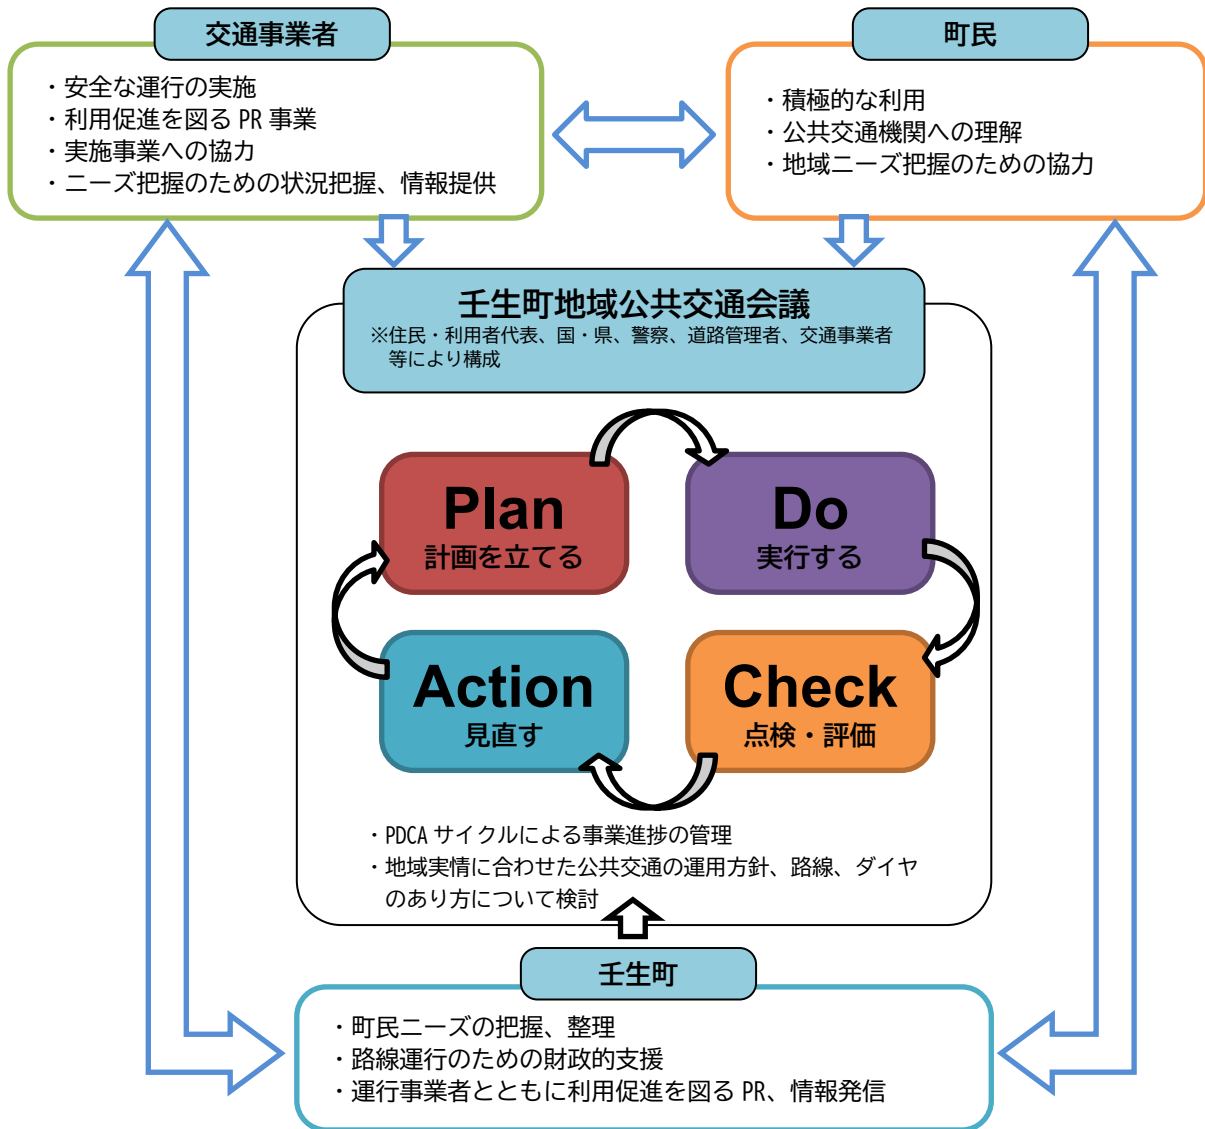 交通事業者
・安全な運行の実施
・利用促進を図る PR 事業
・実施事業への協力
・ニーズ把握のための状況把握、情報提供
町民
・積極的な利用
・公共交通機関への理解
・地域ニーズ把握のための協力
壬生町地域公共交通会議
※住民・利用者代表、国・県、警察、道路管理者、交通事業者
等により構成
Plan
計画を立てる
Do
実行する
Action
見直す
Check
点検・評価
・PDCA サイクルによる事業進捗の管理
・地域実情に合わせた公共交通の運用方針、路線、ダイヤ
のあり方について検討
壬生町
・町民ニーズの把握、整理
・路線運行のための財政的支援
・運行事業者とともに利用促進を図る PR、情報発信